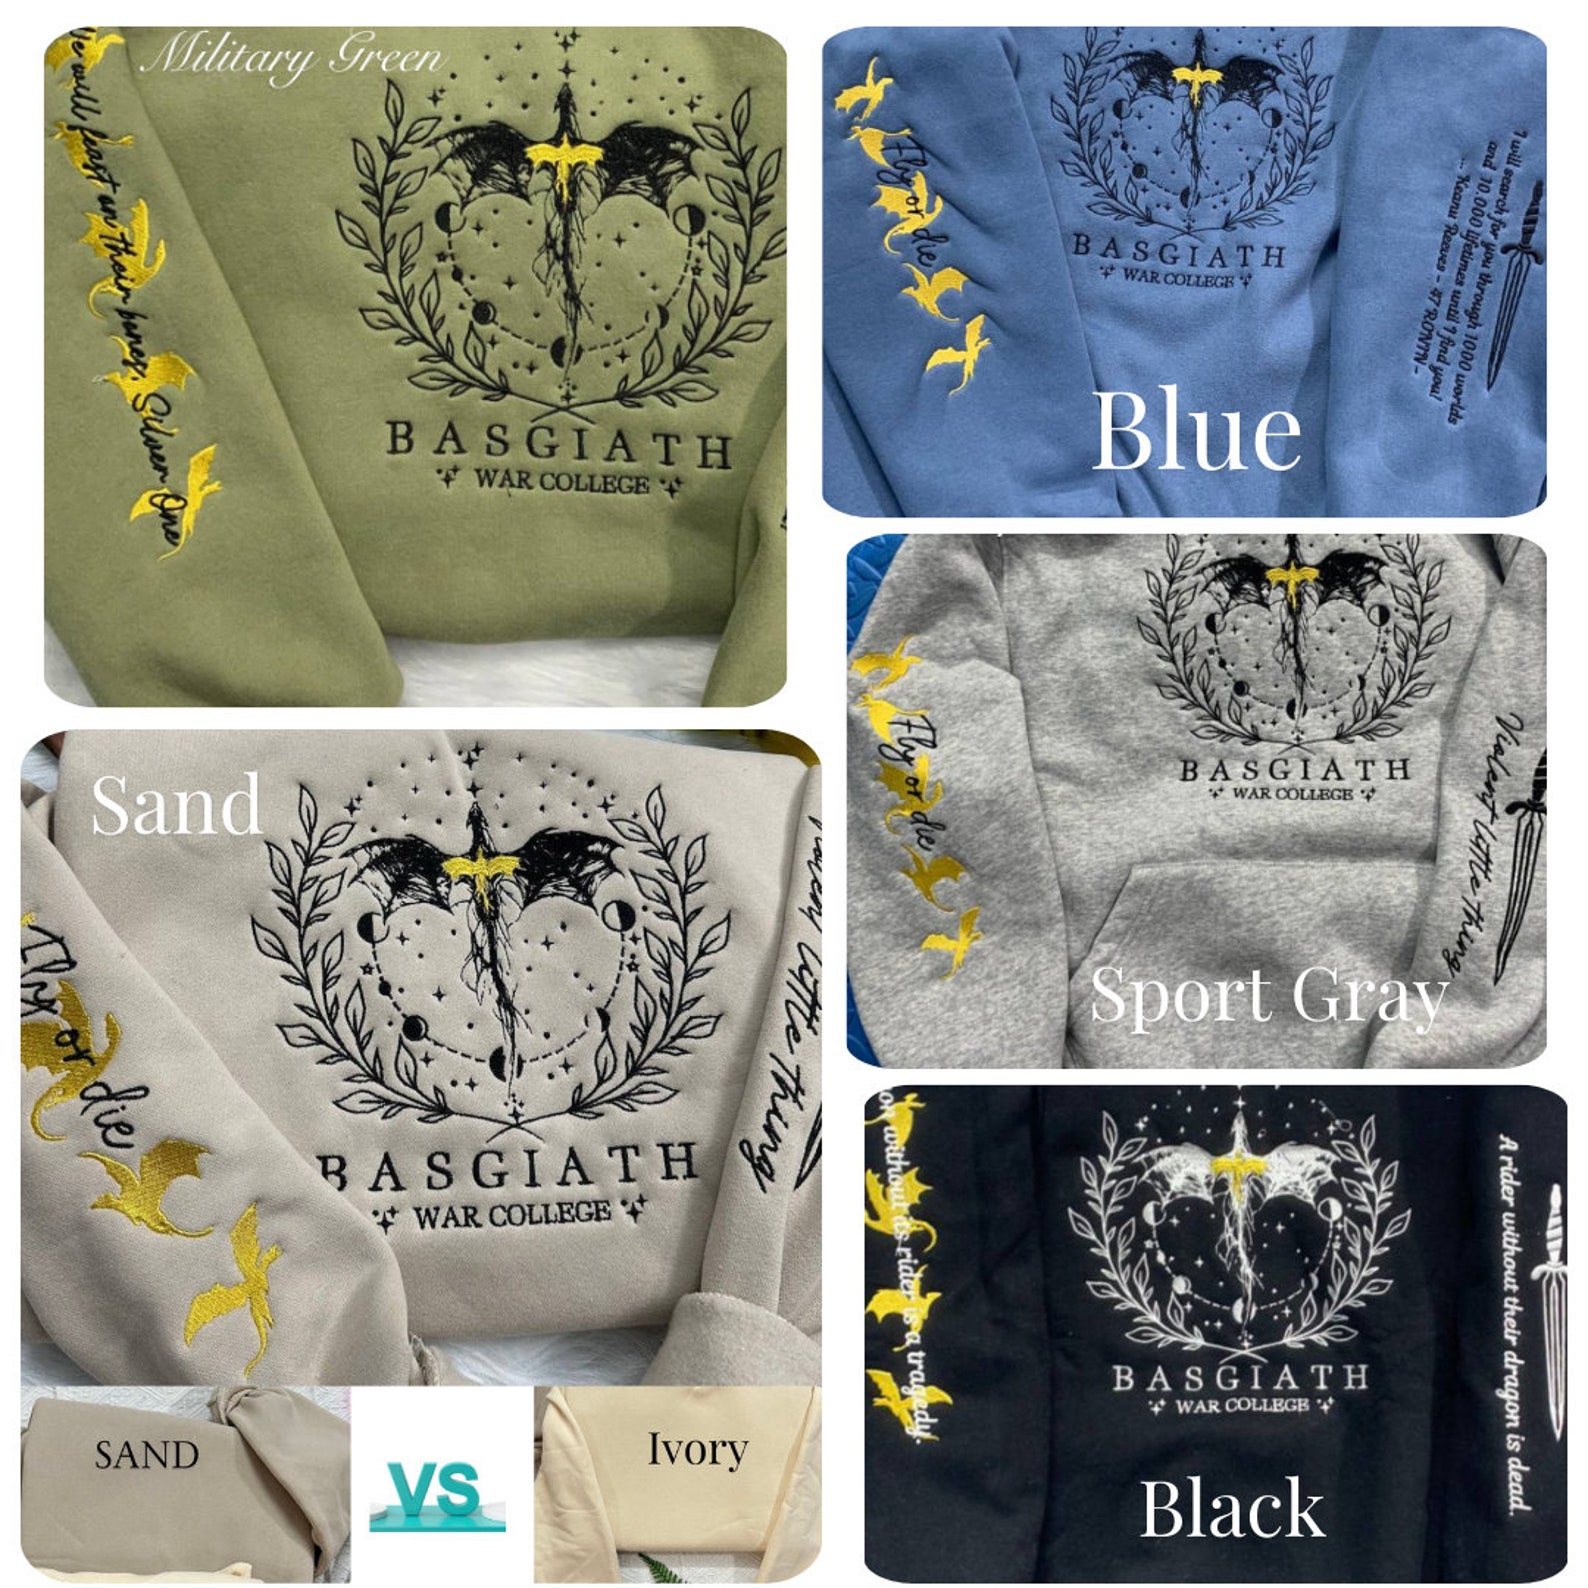 Military Green
We will feast on their bones, Silver One
BASGIATH
WAR COLLEGE
Fly or die
BASGIATH
WAR COLLEGE
I will search for you through 1000 worlds
and 10,000 lifetimes until I find you!
... Keanu Reeves - 47 RONIN -
Blue
Fly or die
BASGIATH
WAR COLLEGE
Violent little thing
Sport Gray
Sand
Fly or die
BASGIATH
WAR COLLEGE
Violent little thing
SAND
VS
Ivory
on without its rider is a tragedy.
BASGIATH
WAR COLLEGE
A rider without their dragon is dead.
Black